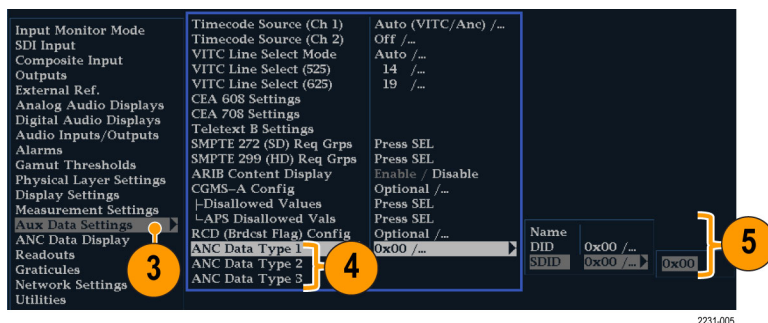 Input Monitor Mode
SDI Input
Composite Input
Outputs
External Ref.
Analog Audio Displays
Digital Audio Displays
Audio Inputs/Outputs
Alarms
Gamut Thresholds
Physical Layer Settings
Display Settings
Measurement Settings
Aux Data Settings
ANC Data Display
Readouts
Graticules
Network Settings
Utilities
3
Timecode Source (Ch 1) Auto (VITC/Anc) /...
Timecode Source (Ch 2) Off /...
VITC Line Select Mode Auto /...
VITC Line Select (525) 14 /...
VITC Line Select (625) 19 /...
CEA 608 Settings
CEA 708 Settings
Teletext B Settings
SMPTE 272 (SD) Req Grps Press SEL
SMPTE 299 (HD) Req Grps Press SEL
ARIB Content Display Enable / Disable
CGMS–A Config Optional /...
├Disallowed Values Press SEL
└APS Disallowed Vals Press SEL
RCD (Brdcst Flag) Config Optional /...
ANC Data Type 1 0x00 /...
ANC Data Type 2
ANC Data Type 3
4
Name
DID 0x00 /...
SDID 0x00 /... 0x00
5
2231-005